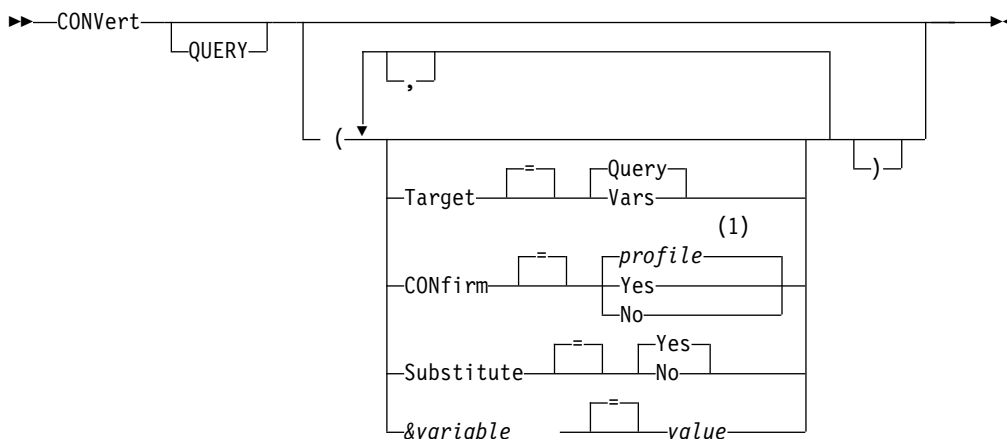 CONVert
QUERY
,
(
)
Target = Query
Vars
(1)
CONfirm = profile
Yes
No
Substitute = Yes
No
&variable = value